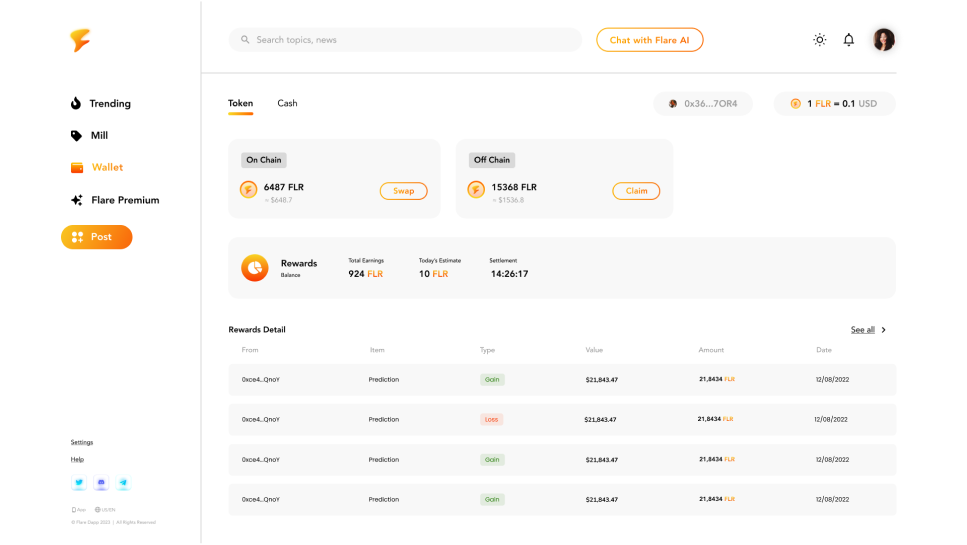 Search topics, news
Chat with Flare AI
Trending
Mill
Wallet
Flare Premium
Post
Token Cash
0x36...7OR4
1 FLR = 0.1 USD
On Chain
6487 FLR
≈ $648.7
Swap
Off Chain
15368 FLR
≈ $1536.8
Claim
Rewards
Balance
Total Earnings
924 FLR
Today's Estimate
10 FLR
Settlement
14:26:17
Rewards Detail
See all
From Item Type Value Amount Date
0xce4...QnoY Prediction Gain $21,843.47 21,8434 FLR 12/08/2022
0xce4...QnoY Prediction Loss $21,843.47 21,8434 FLR 12/08/2022
0xce4...QnoY Prediction Gain $21,843.47 21,8434 FLR 12/08/2022
0xce4...QnoY Prediction Gain $21,843.47 21,8434 FLR 12/08/2022
Settings
Help
© Flare Dapp 2022. | All Rights Reserved